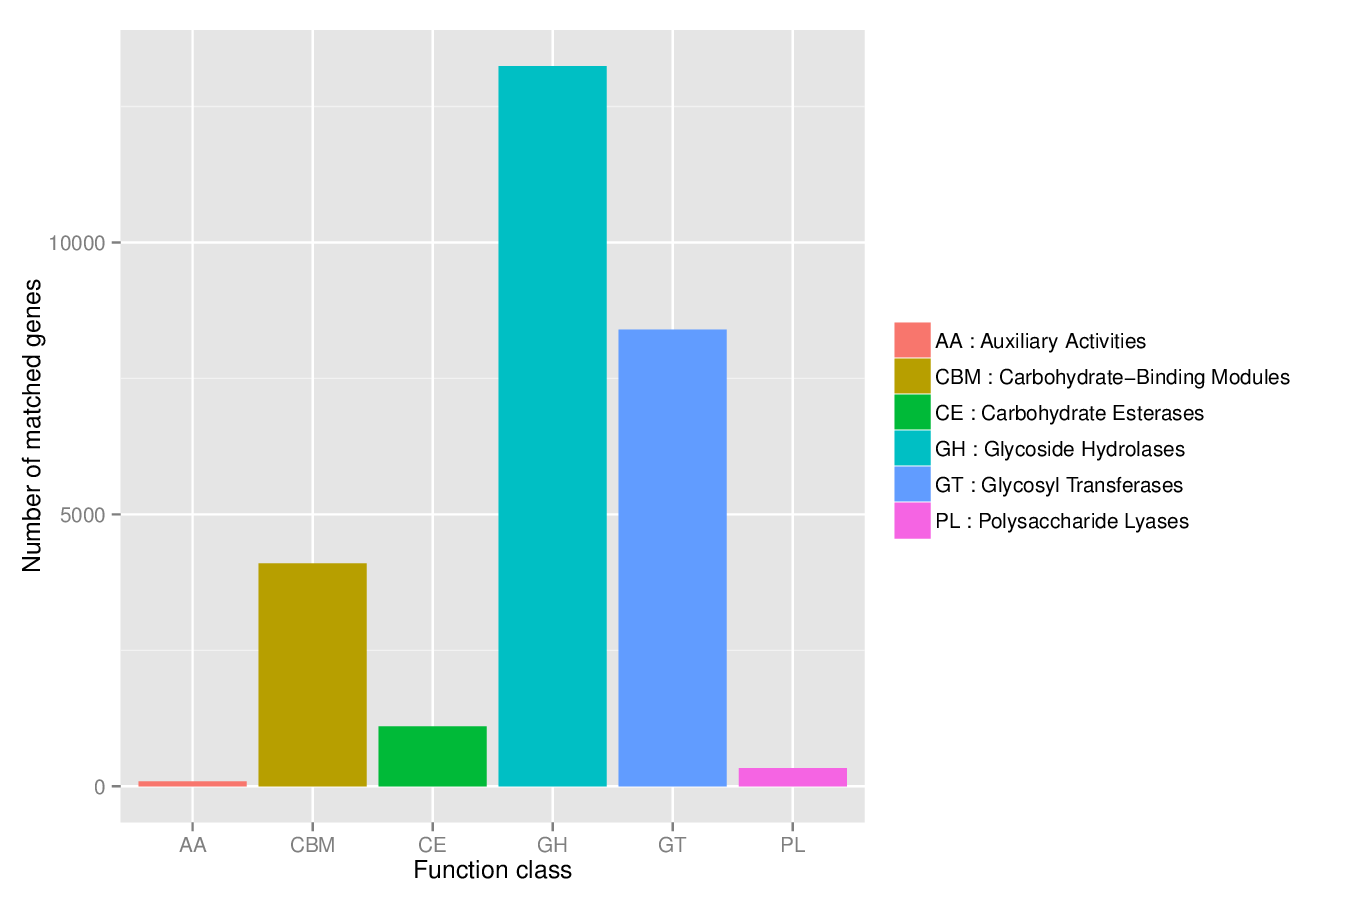 Number of matched genes
10000
5000
0
AA CBM CE GH GT PL
Function class
AA : Auxiliary Activities
CBM : Carbohydrate−Binding Modules
CE : Carbohydrate Esterases
GH : Glycoside Hydrolases
GT : Glycosyl Transferases
PL : Polysaccharide Lyases